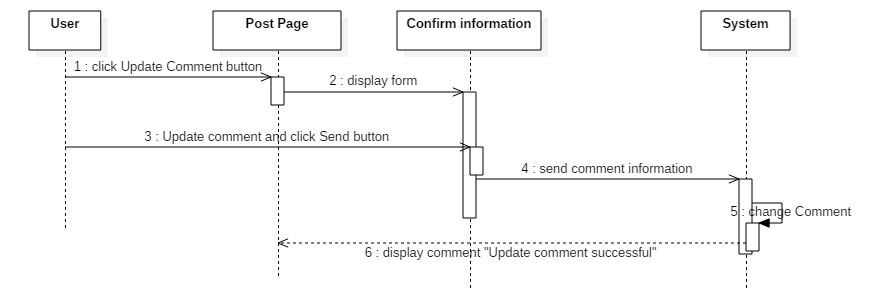 User
Post Page
Confirm information
System
1 : click Update Comment button
2 : display form
3 : Update comment and click Send button
4 : send comment information
5 : change Comment
6 : display comment "Update comment successful"